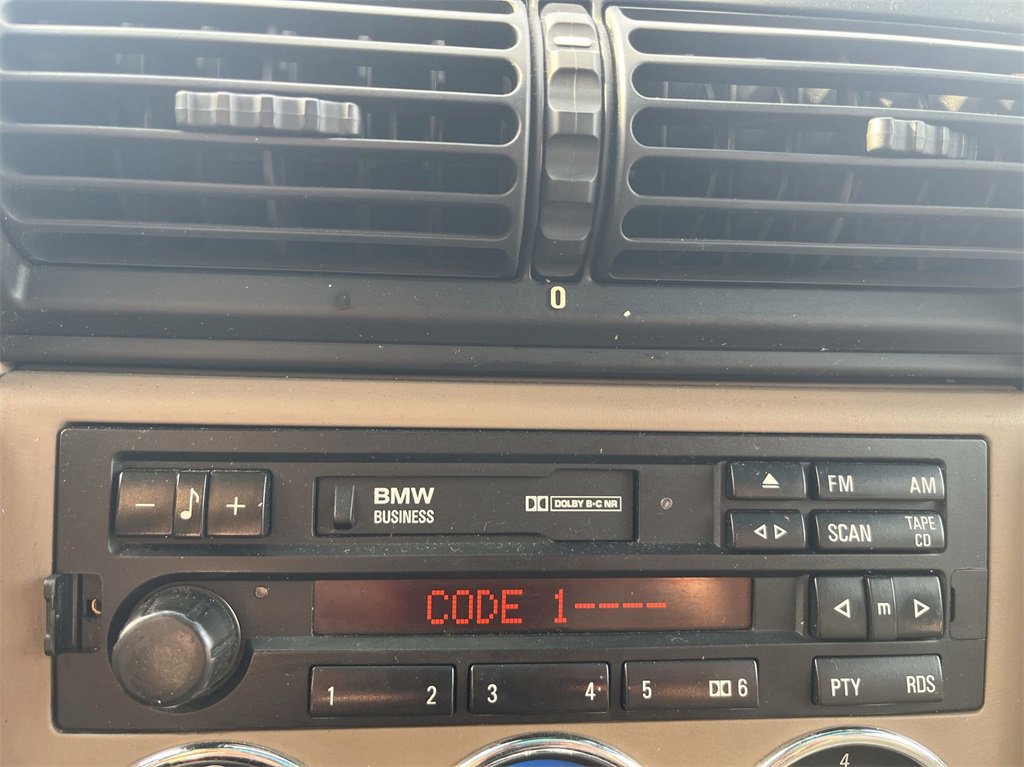 0
BMW
BUSINESS
DOLBY B-C NR
FM AM
SCAN TAPE
CD
- +
CODE 1-----
m
1 2 3 4 5 6
PTY RDS
4